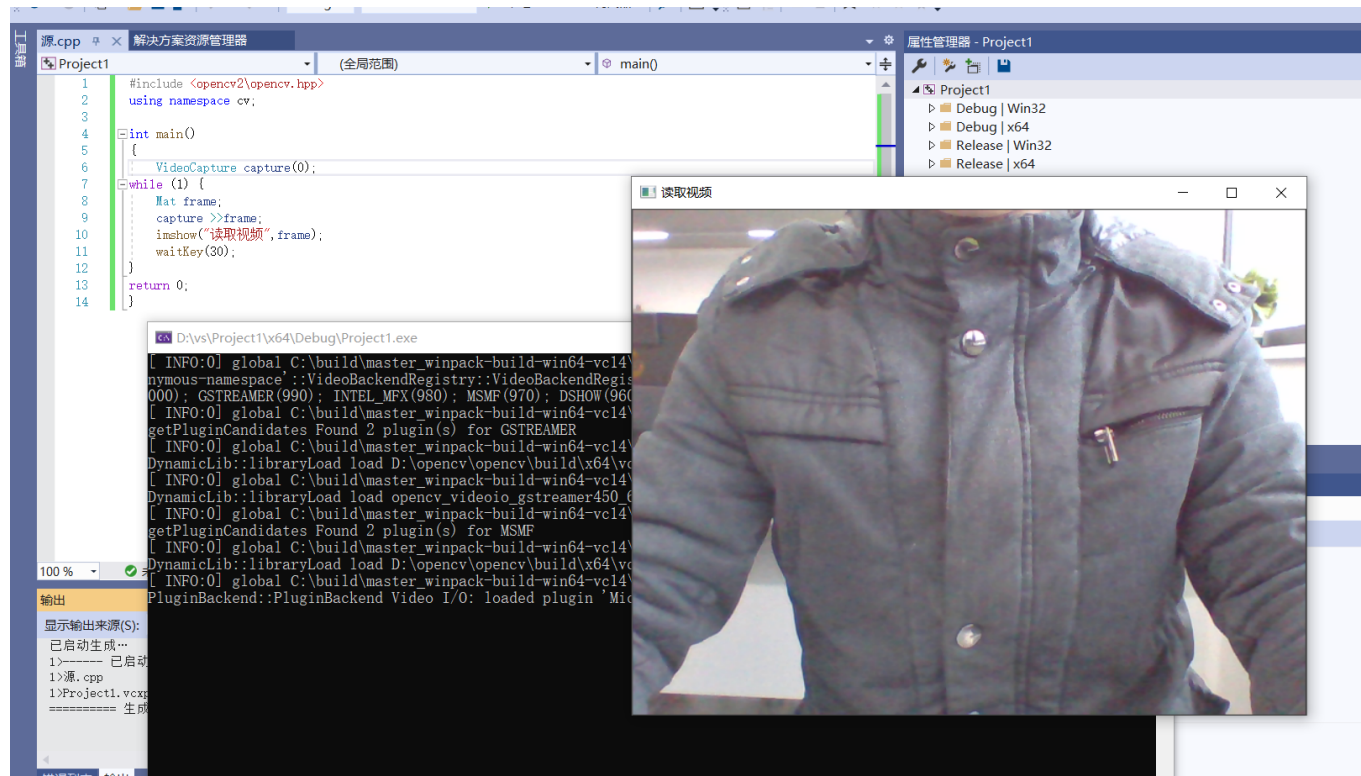 工具箱
源.cpp
解决方案资源管理器
Project1
(全局范围)
main()
1 #include <opencv2\opencv.hpp>
2 using namespace cv;
3
4 int main()
5 {
6 VideoCapture capture(0);
7 while (1) {
8 Mat frame;
9 capture >>frame;
10 imshow("读取视频",frame);
11 waitKey(30);
12 }
13 return 0;
14 }
属性管理器 - Project1
Project1
Debug | Win32
Debug | x64
Release | Win32
Release | x64
读取视频
D:\vs\Project1\x64\Debug\Project1.exe
[ INFO:0] global C:\build\master_winpack-build-win64-vc14\
nymous-namespace'::VideoBackendRegistry::VideoBackendRegis
000); GSTREAMER(990); INTEL_MFX(980); MSMF(970); DSHOW(960
[ INFO:0] global C:\build\master_winpack-build-win64-vc14\
getPluginCandidates Found 2 plugin(s) for GSTREAMER
[ INFO:0] global C:\build\master_winpack-build-win64-vc14\
DynamicLib::libraryLoad load D:\opencv\opencv\build\x64\vc
[ INFO:0] global C:\build\master_winpack-build-win64-vc14\
DynamicLib::libraryLoad load opencv_videoio_gstreamer450_6
[ INFO:0] global C:\build\master_winpack-build-win64-vc14\
getPluginCandidates Found 2 plugin(s) for MSMF
[ INFO:0] global C:\build\master_winpack-build-win64-vc14\
DynamicLib::libraryLoad load D:\opencv\opencv\build\x64\vc
[ INFO:0] global C:\build\master_winpack-build-win64-vc14\
PluginBackend::PluginBackend Video I/O: loaded plugin 'Mic
100 %
输出
显示输出来源(S):
已启动生成…
1>------ 已启动
1>源.cpp
1>Project1.vcxp
========== 生成